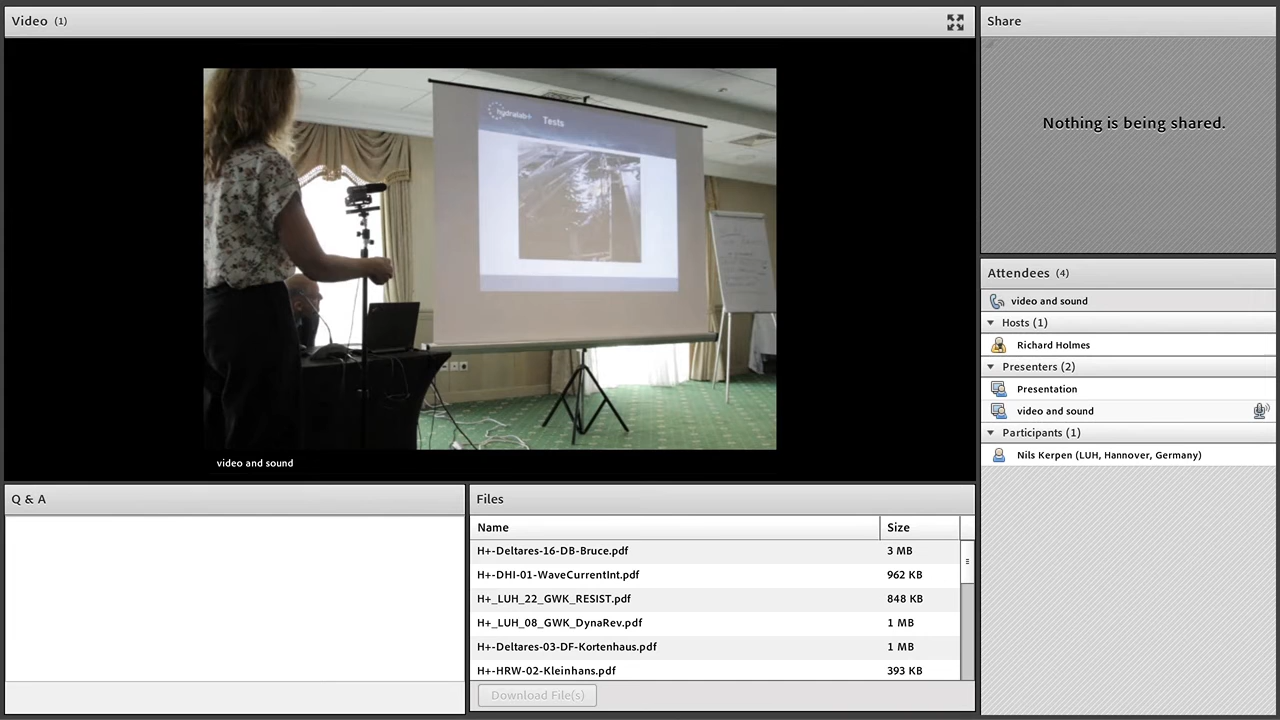 Video (1)
hydralab+
Tests
video and sound
Share
Nothing is being shared.
Attendees (4)
video and sound
Hosts (1)
Richard Holmes
Presenters (2)
Presentation
video and sound
Participants (1)
Nils Kerpen (LUH, Hannover, Germany)
Q & A
Files
Name Size
H+-Deltares-16-DB-Bruce.pdf 3 MB
H+-DHI-01-WaveCurrentInt.pdf 962 KB
H+_LUH_22_GWK_RESIST.pdf 848 KB
H+_LUH_08_GWK_DynaRev.pdf 1 MB
H+-Deltares-03-DF-Kortenhaus.pdf 1 MB
H+-HRW-02-Kleinhans.pdf 393 KB
Download File(s)